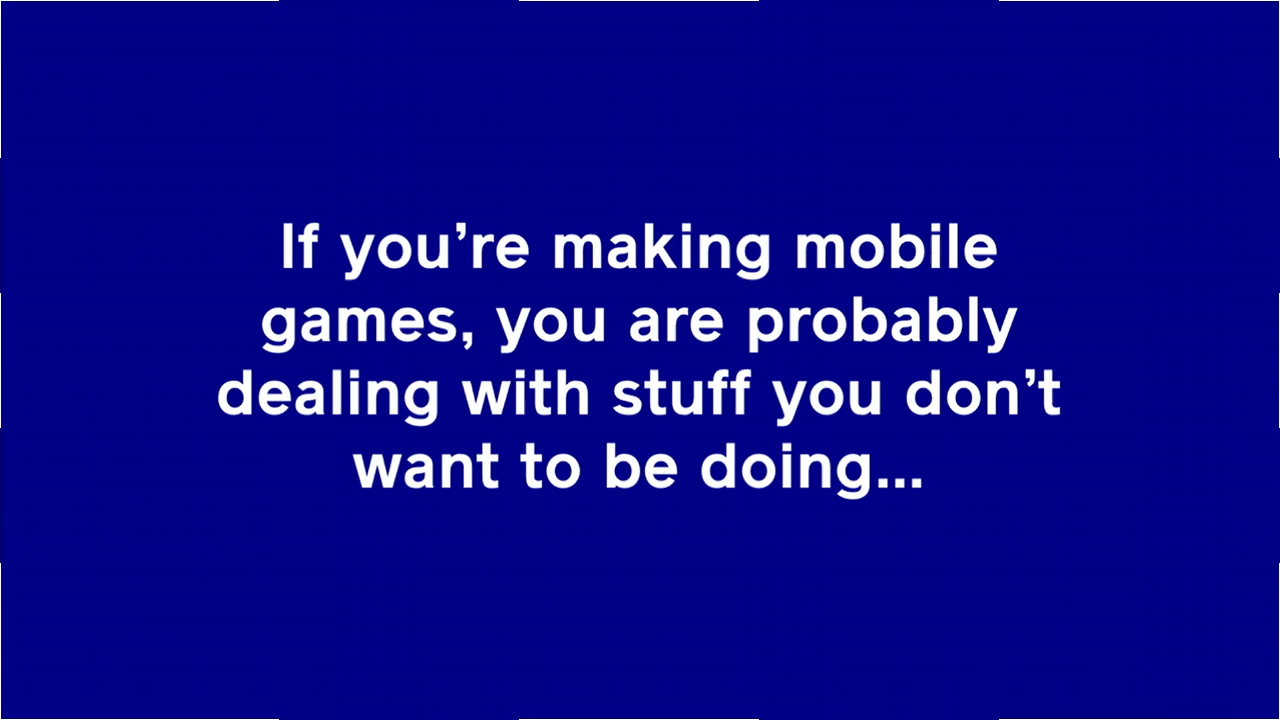 If you’re making mobile
games, you are probably
dealing with stuff you don’t
want to be doing...